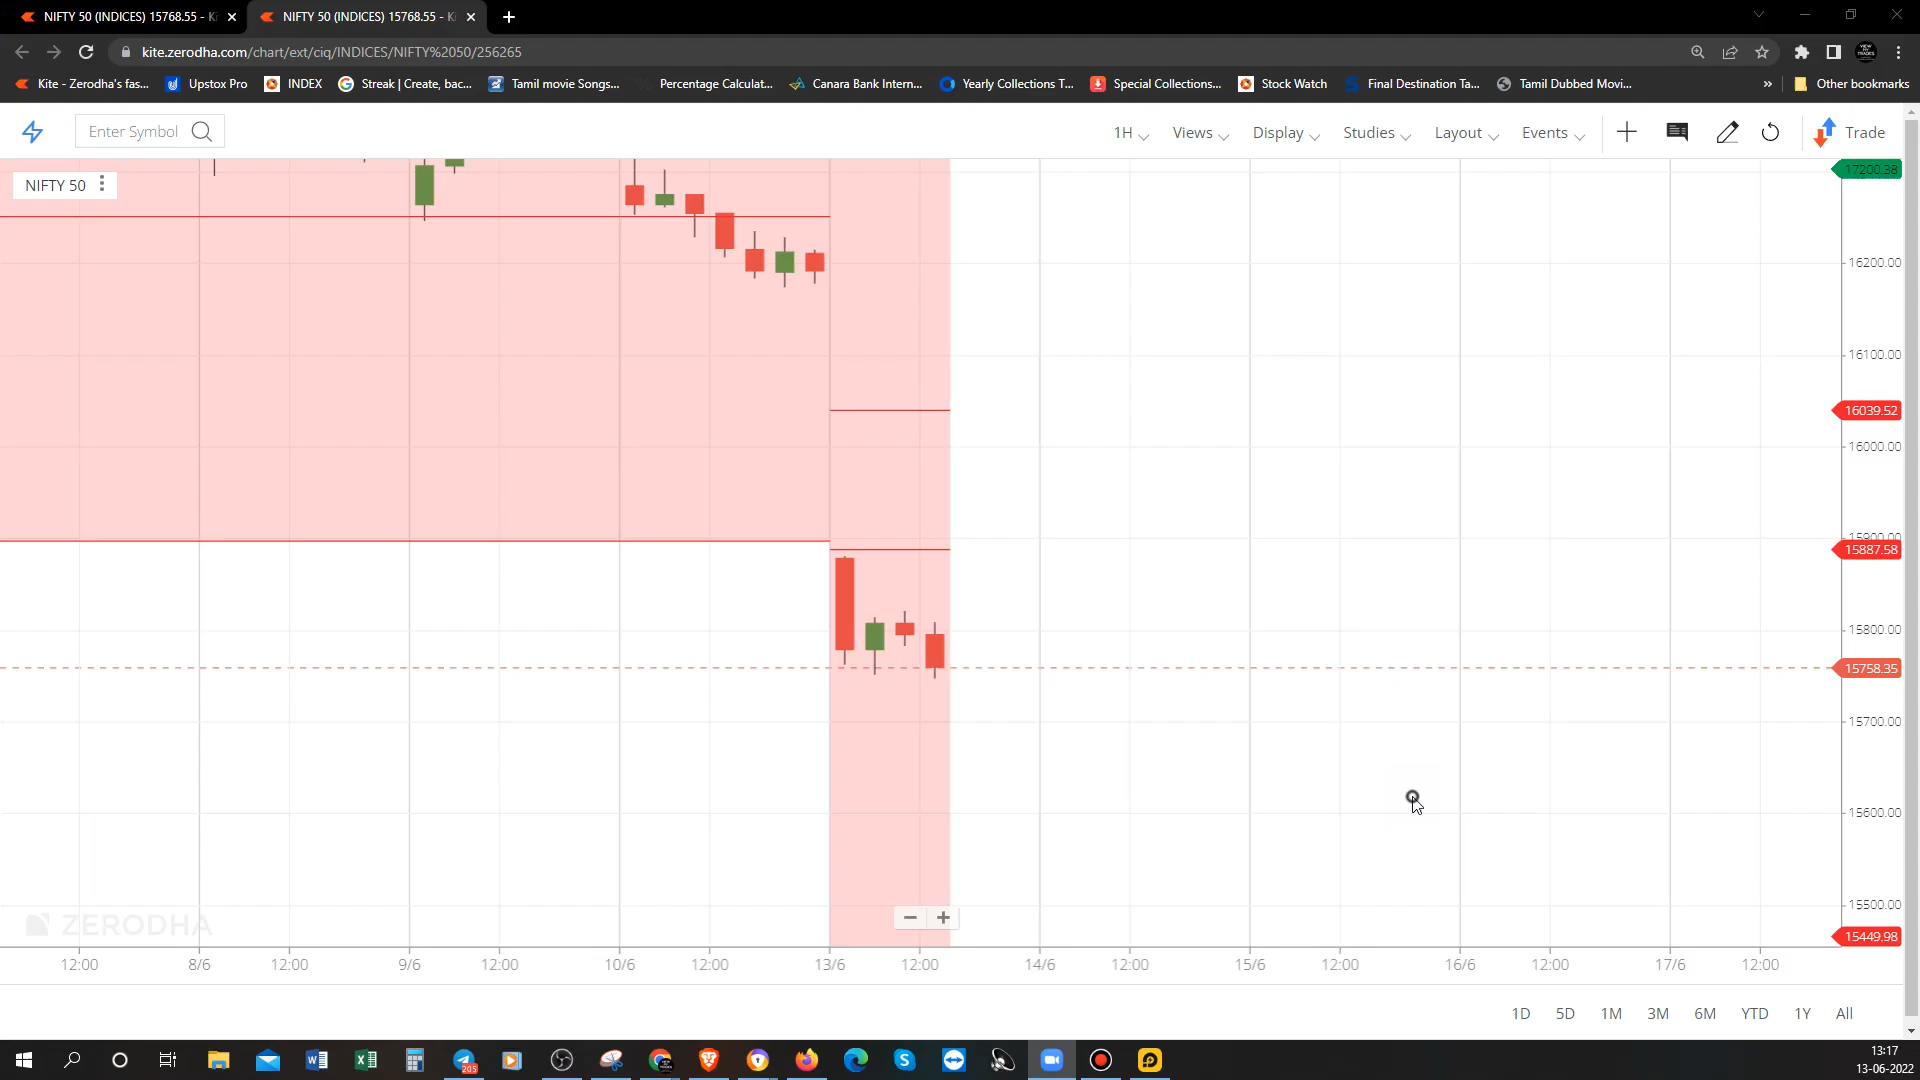 NIFTY 50 (INDICES) 15768.55 - Ki
NIFTY 50 (INDICES) 15768.55 - Ki
kite.zerodha.com/chart/ext/ciq/INDICES/NIFTY%2050/256265
Kite - Zerodha's fas... Upstox Pro INDEX Streak | Create, bac... Tamil movie Songs... Percentage Calculat... Canara Bank Intern... Yearly Collections T... Special Collections... Stock Watch Final Destination Ta... Tamil Dubbed Movi... » Other bookmarks
Enter Symbol 1H Views Display Studies Layout Events Trade
NIFTY 50
17200.38
16200.00
16100.00
16039.52
16000.00
15900.00
15887.58
15800.00
15758.35
15700.00
15600.00
15500.00
15449.98
ZERODHA
12:00 8/6 12:00 9/6 12:00 10/6 12:00 13/6 12:00 14/6 12:00 15/6 12:00 16/6 12:00 17/6 12:00
1D 5D 1M 3M 6M YTD 1Y All
205
13:17
13-06-2022